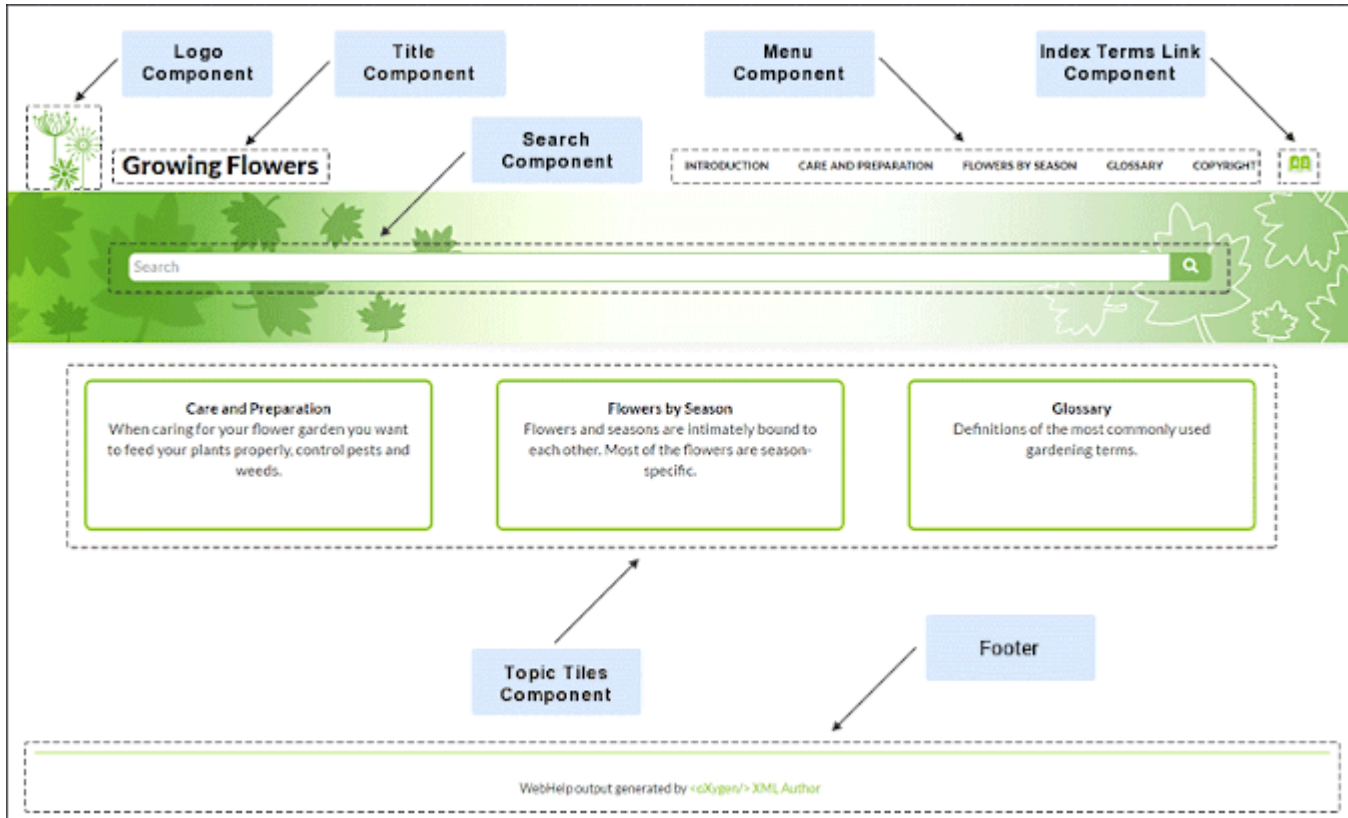 Logo
Component
Title
Component
Menu
Component
Index Terms Link
Component
Search
Component
Growing Flowers
INTRODUCTION CARE AND PREPARATION FLOWERS BY SEASON GLOSSARY COPYRIGHT
Search
Care and Preparation
When caring for your flower garden you want
to feed your plants properly, control pests and
weeds.
Flowers by Season
Flowers and seasons are intimately bound to
each other. Most of the flowers are season-
specific.
Glossary
Definitions of the most commonly used
gardening terms.
Topic Tiles
Component
Footer
WebHelp output generated by <oXygen/> XML Author